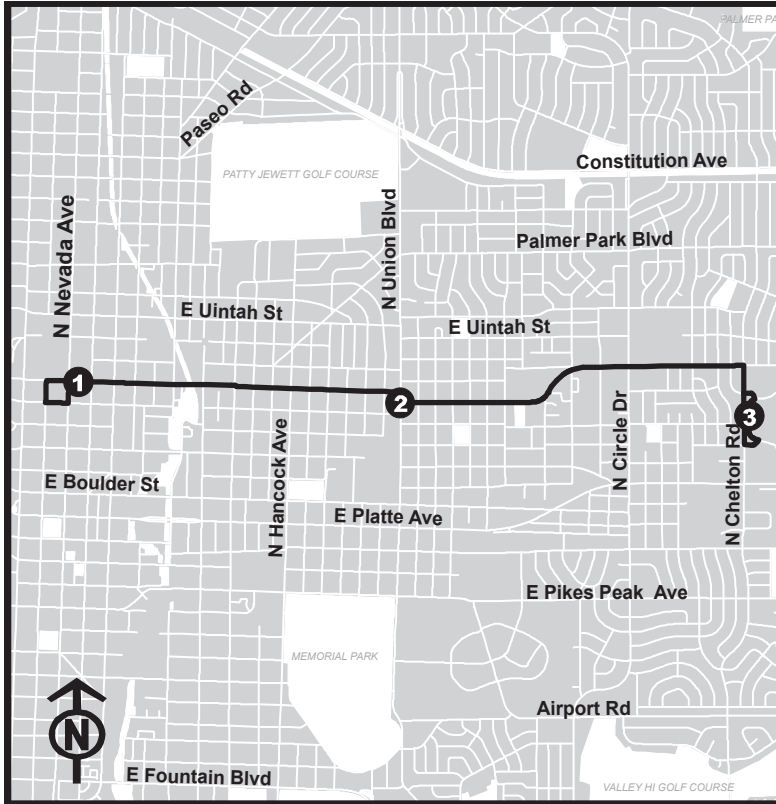 PALMER PA
Paseo Rd
Constitution Ave
PATTY JEWETT GOLF COURSE
N Nevada Ave
N Union Blvd
Palmer Park Blvd
E Uintah St
E Uintah St
1
2
3
N Circle Dr
N Chelton Rd
N Hancock Ave
E Boulder St
E Platte Ave
E Pikes Peak Ave
MEMORIAL PARK
Airport Rd
N
E Fountain Blvd
VALLEY HI GOLF COURSE